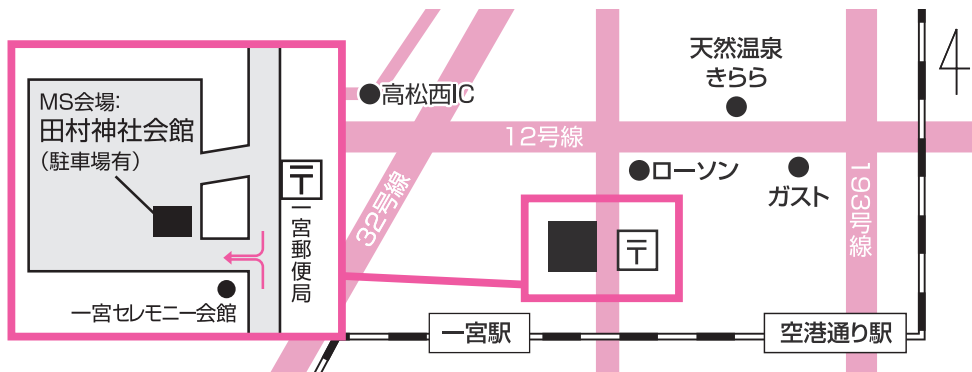 MS会場:
田村神社会館
(駐車場有)
〒
一宮郵便局
一宮セレモニー会館
高松西IC
32号線
12号線
天然温泉
きらら
ローソン
ガスト
193号線
〒
一宮駅
空港通り駅
4